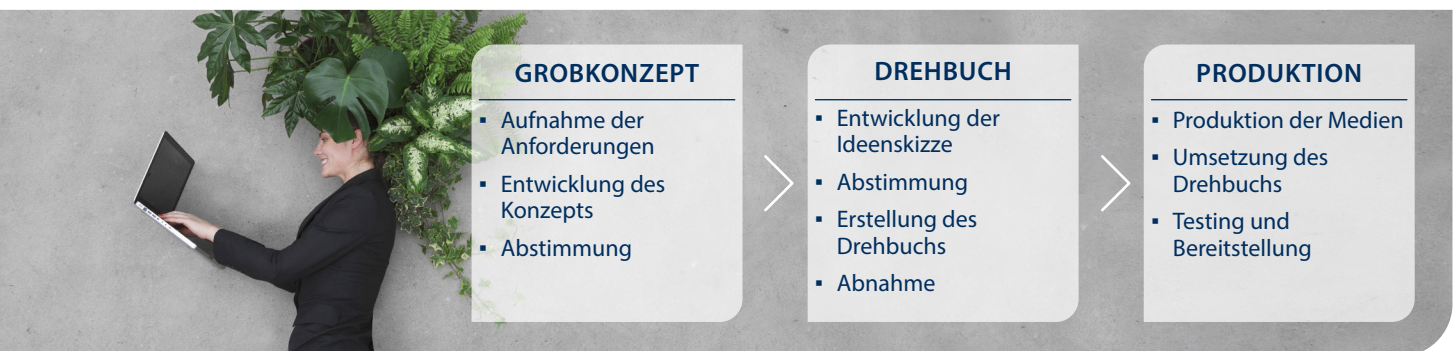 GROBKONZEPT
▪ Aufnahme der
Anforderungen
▪ Entwicklung des
Konzepts
▪ Abstimmung
DREHBUCH
▪ Entwicklung der
Ideenskizze
▪ Abstimmung
▪ Erstellung des
Drehbuchs
▪ Abnahme
PRODUKTION
▪ Produktion der Medien
▪ Umsetzung des
Drehbuchs
▪ Testing und
Bereitstellung